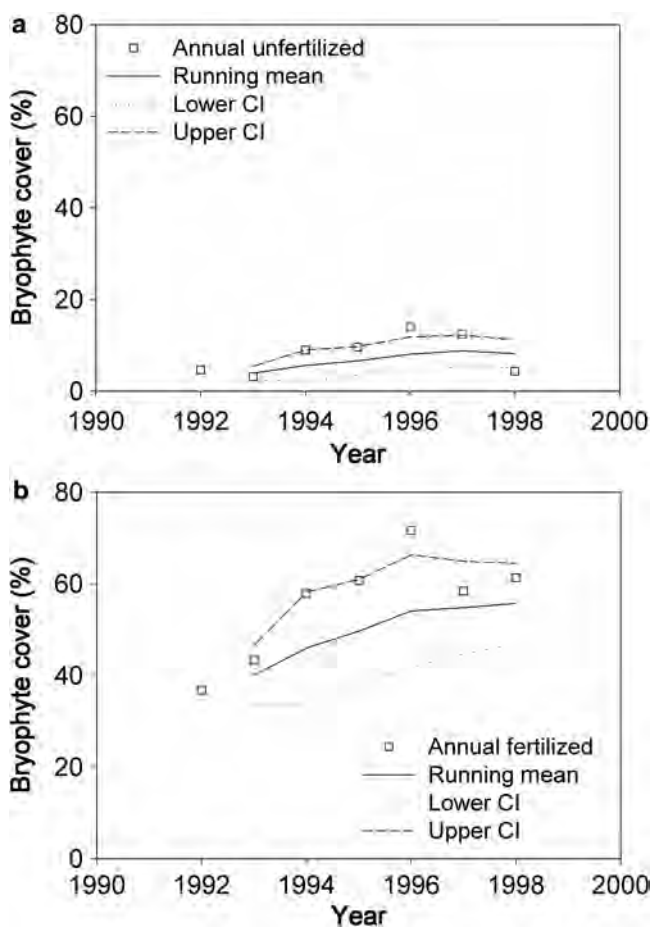 a
80
60
40
20
0
Bryophyte cover (%)
Annual unfertilized
Running mean
Lower CI
Upper CI
1990 1992 1994 1996 1998 2000
Year
b
80
60
40
20
0
Bryophyte cover (%)
Annual fertilized
Running mean
Lower CI
Upper CI
1990 1992 1994 1996 1998 2000
Year